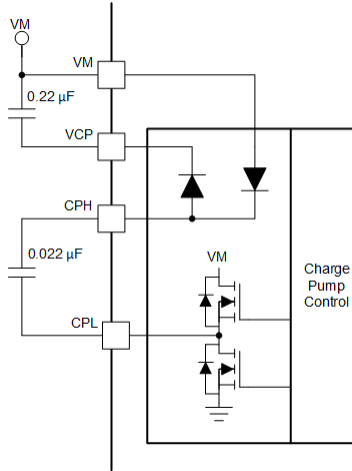 VM
VM
0.22 µF
VCP
CPH
0.022 µF
VM
Charge
Pump
Control
CPL